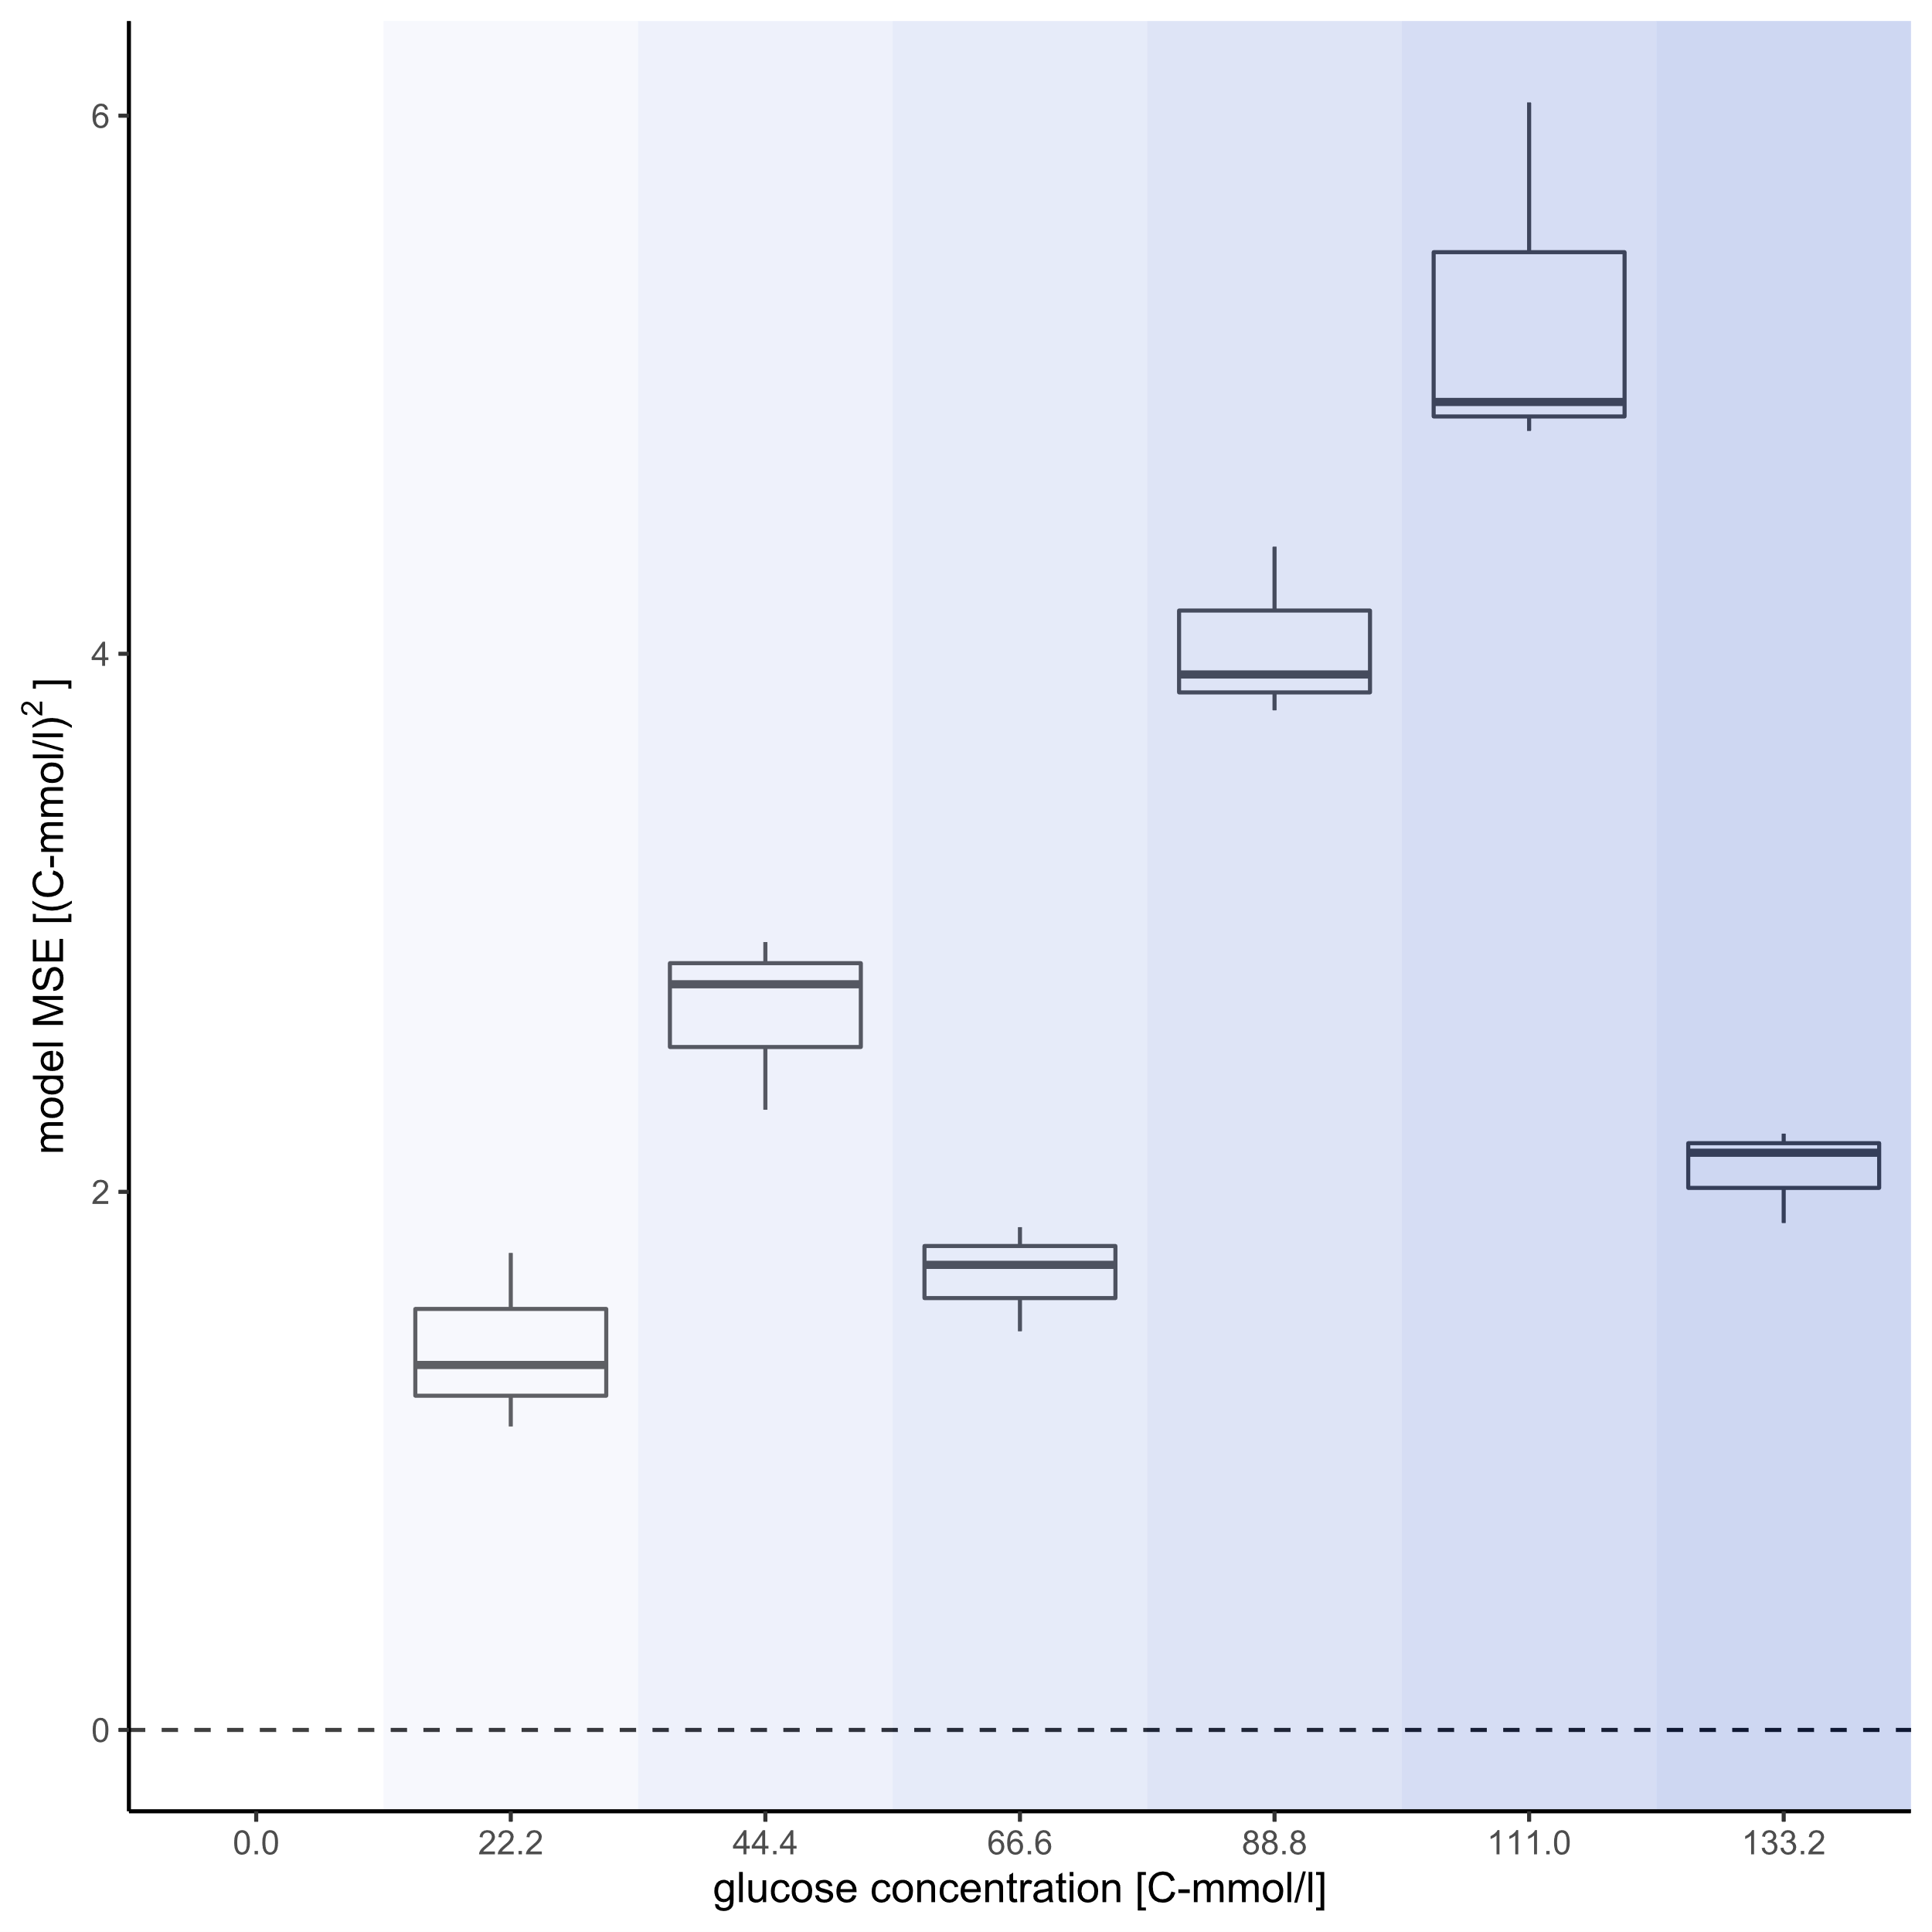 model MSE [(C-mmol/l)² ]
6
4
2
0
0.0 22.2 44.4 66.6 88.8 111.0 133.2
glucose concentration [C-mmol/l]